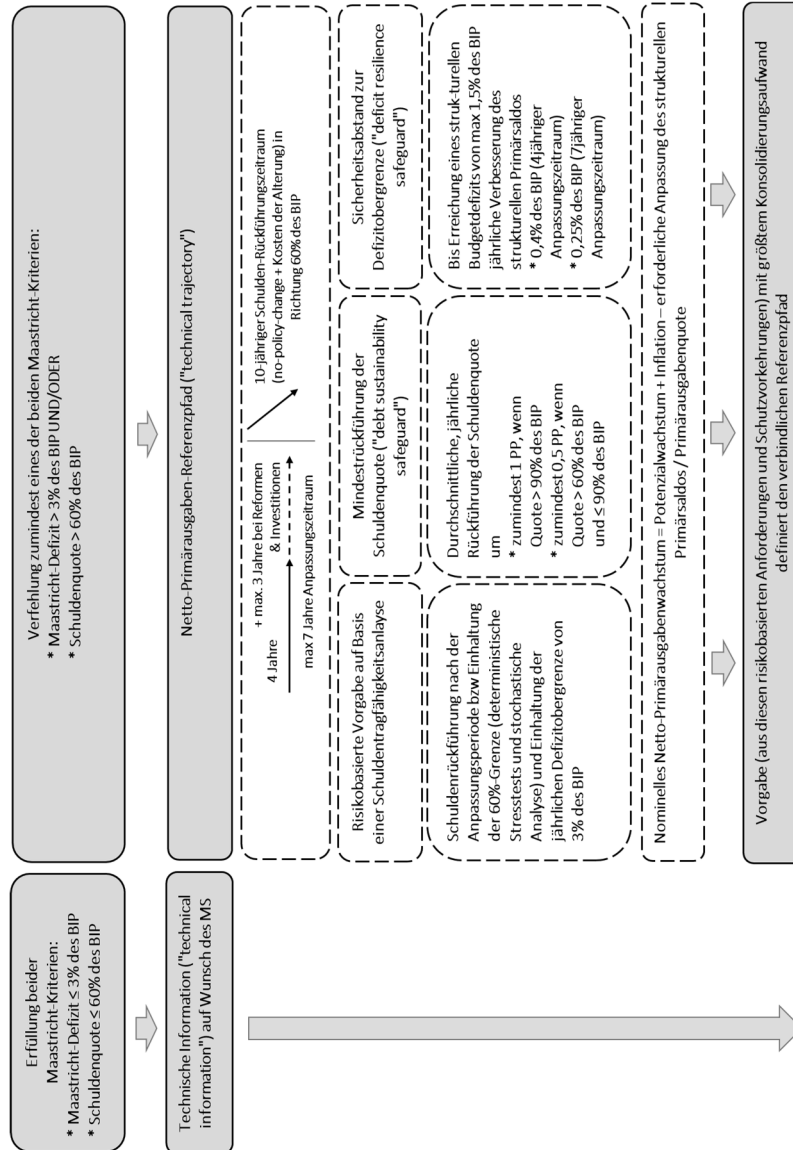 Erfüllung beider
Maastricht-Kriterien:
* Maastricht-Defizit ≤ 3% des BIP
* Schuldenquote ≤ 60% des BIP
Technische Information ("technical
information") auf Wunsch des MS
Verfehlung zumindest eines der beiden Maastricht-Kriterien:
* Maastricht-Defizit > 3% des BIP UND/ODER
* Schuldenquote > 60% des BIP
Netto-Primärausgaben-Referenzpfad ("technical trajectory")
4 Jahre
+ max. 3 Jahre bei Reformen
& Investitionen
max 7 Jahre Anpassungszeitraum
10-jähriger Schulden-Rückführungszeitraum
(no-policy-change + Kosten der Alterung) in
Richtung 60% des BIP
Risikobasierte Vorgabe auf Basis
einer Schuldentragfähigkeitsanlayse
Mindestrückführung der
Schuldenquote ("debt sustainability
safeguard")
Sicherheitsabstand zur
Defizitobergrenze ("deficit resilience
safeguard")
Schuldenrückführung nach der
Anpassungsperiode bzw Einhaltung
der 60%-Grenze (deterministische
Stresstests und stochastische
Analyse) und Einhaltung der
jährlichen Defizitobergrenze von
3% des BIP
Durchschnittliche, jährliche
Rückführung der Schuldenquote
um
* zumindest 1 PP, wenn
Quote > 90% des BIP
* zumindest 0,5 PP, wenn
Quote > 60% des BIP
und ≤ 90% des BIP
Bis Erreichung eines struk-turellen
Budgetdefizits von max 1,5% des BIP
jährliche Verbesserung des
strukturellen Primärsaldos
* 0,4% des BIP (4jähriger
Anpassungszeitraum)
* 0,25% des BIP (7jähriger
Anpassungszeitraum)
Nominelles Netto-Primärausgabenwachstum = Potenzialwachstum + Inflation – erforderliche Anpassung des strukturellen
Primärsaldos / Primärausgabenquote
Vorgabe (aus diesen risikobasierten Anforderungen und Schutzvorkehrungen) mit größtem Konsolidierungsaufwand
definiert den verbindlichen Referenzpfad